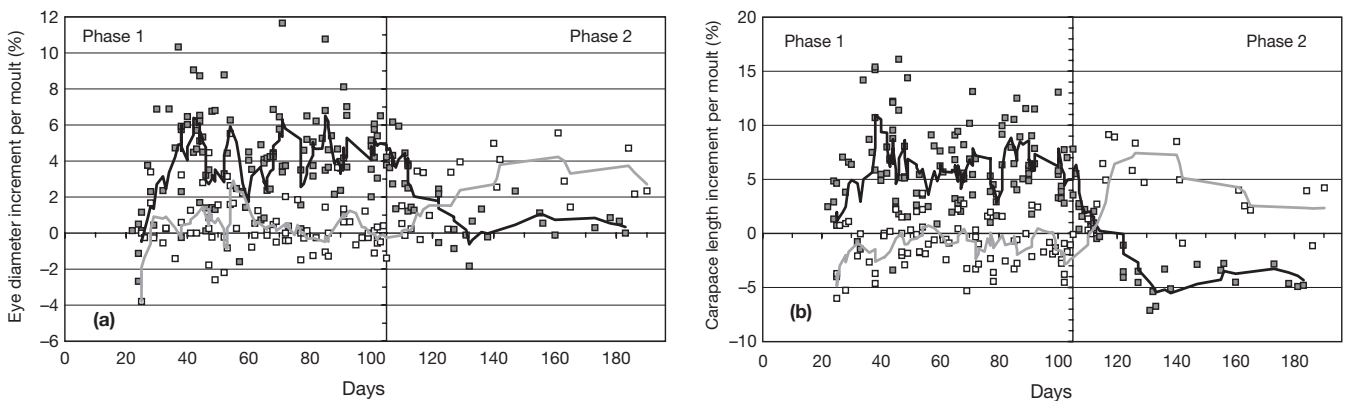 Eye diameter increment per moult (%)
12
10
8
6
4
2
0
–2
–4
–6
Phase 1
Phase 2
(a)
0 20 40 60 80 100 120 140 160 180
Days
Carapace length increment per moult (%)
20
15
10
5
0
–5
–10
Phase 1
Phase 2
(b)
0 20 40 60 80 100 120 140 160 180
Days